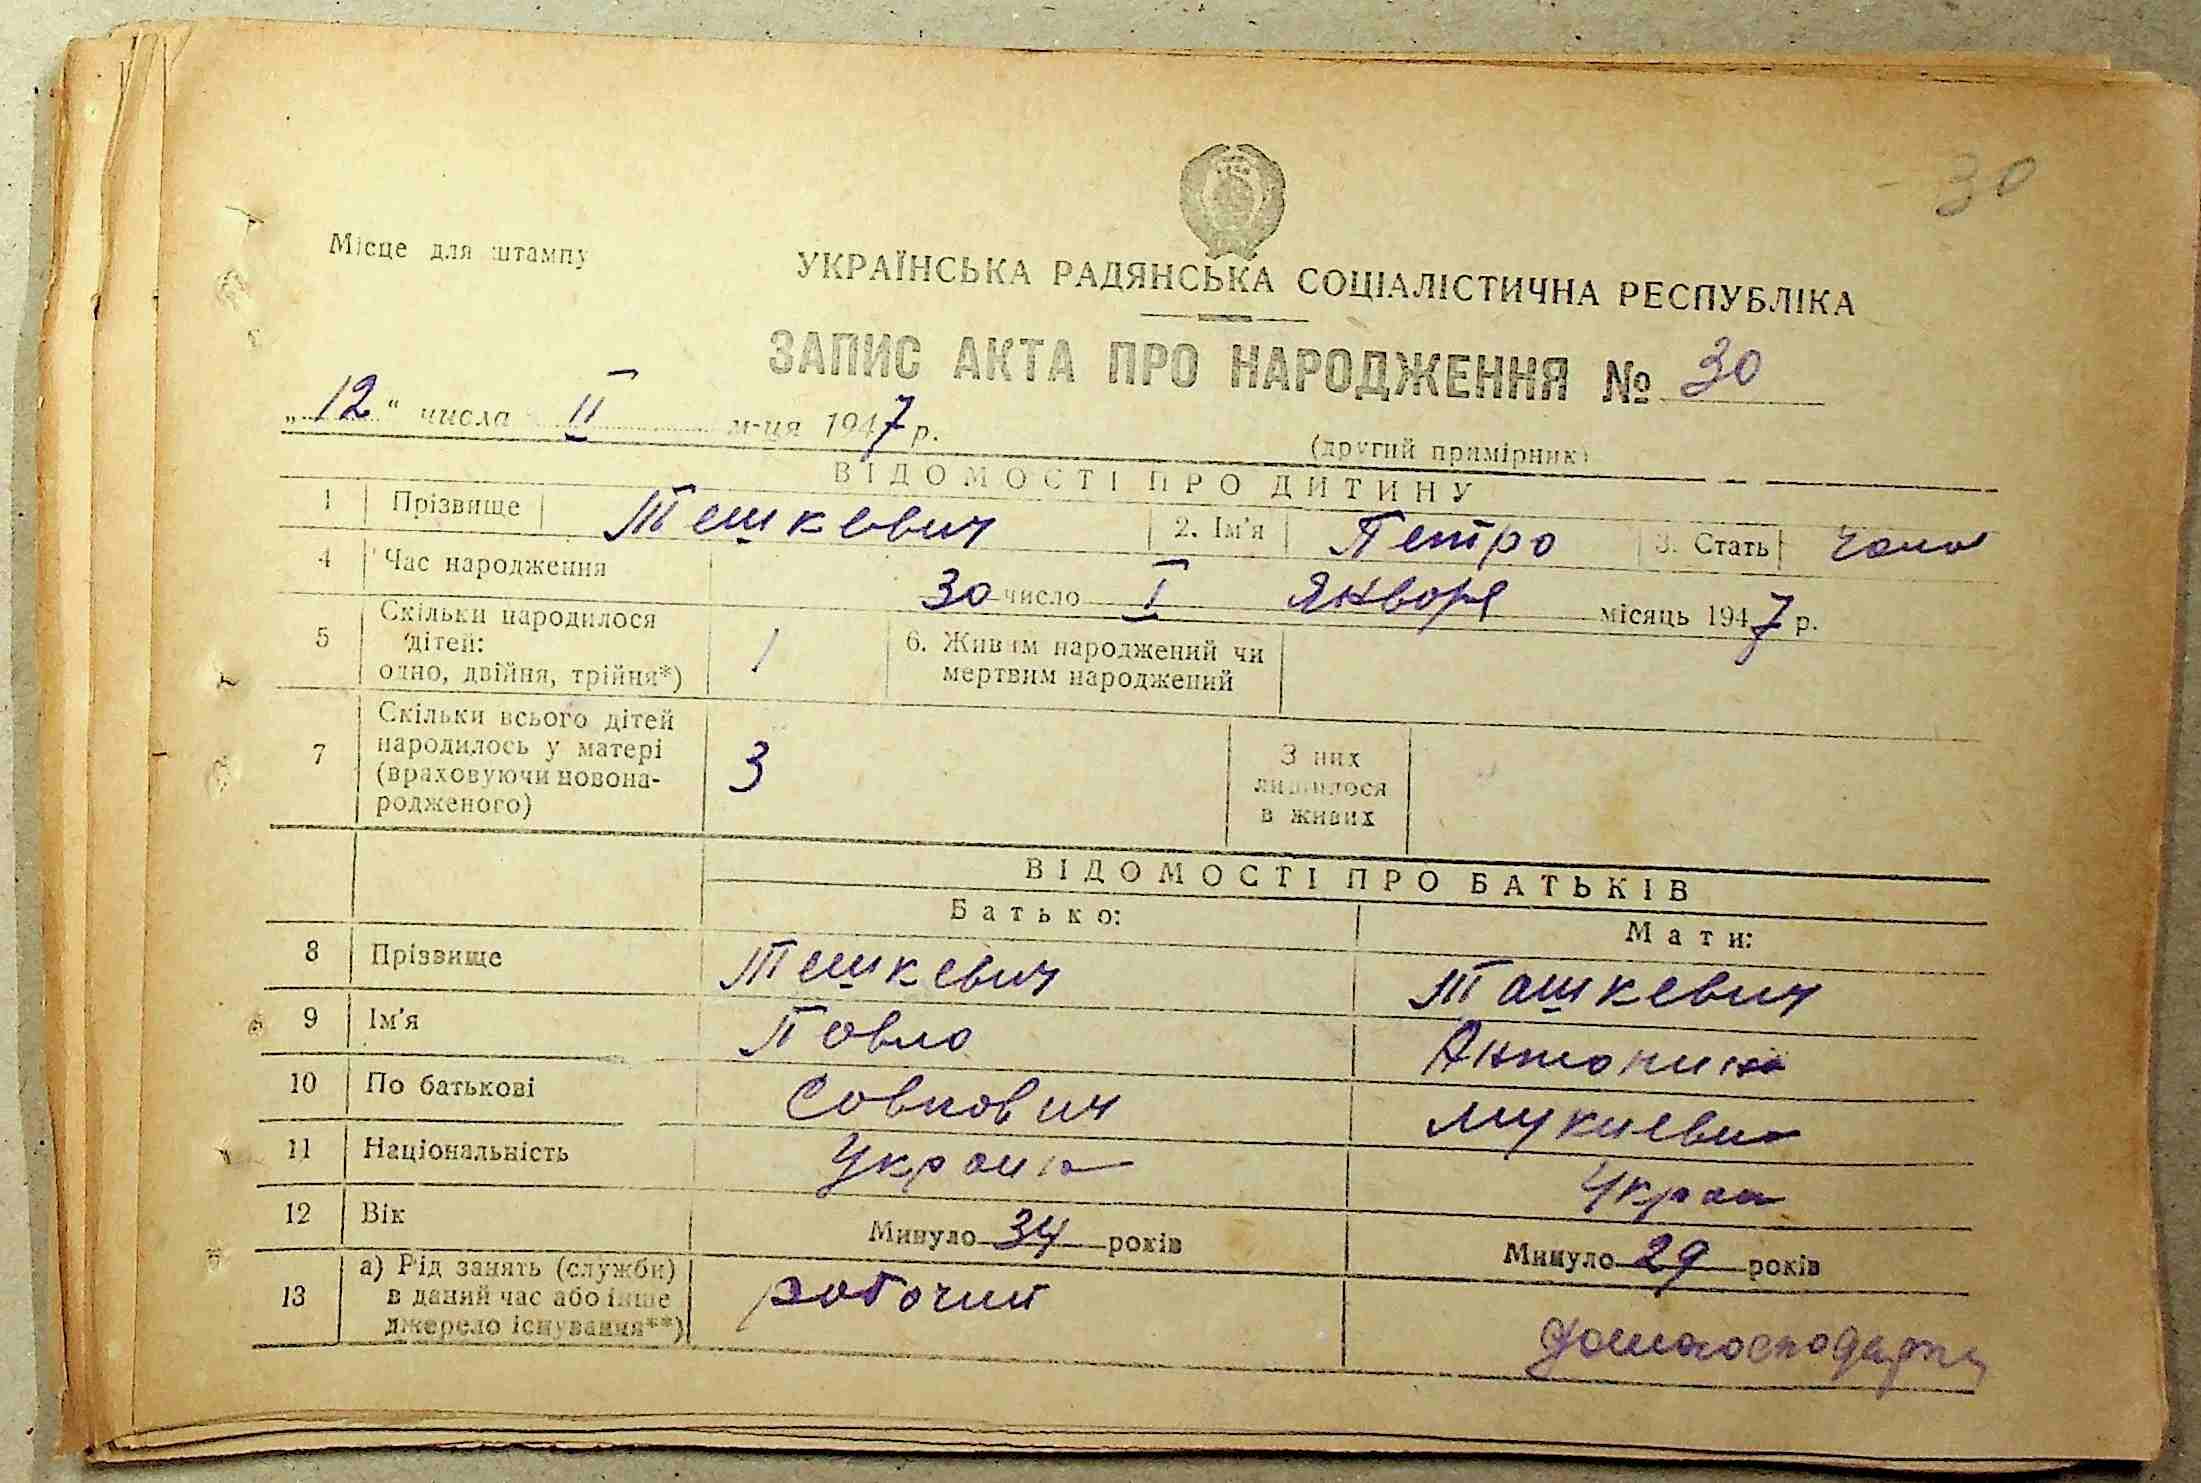 30
Місце для штампу
УКРАЇНСЬКА РАДЯНСЬКА СОЦІАЛІСТИЧНА РЕСПУБЛІКА
ЗАПИС АКТА ПРО НАРОДЖЕННЯ № 30
„12“ числа II м-ця 1947 р.
(другий примірник)
ВІДОМОСТІ ПРО ДИТИНУ
1 Прізвище Тешкевич 2. Ім'я Петро 3. Стать
4 Час народження 30 число I Января місяць 1947 р.
5 Скільки народилося дітей: одно, двійня, трійня*) 1 6. Живим народжений чи мертвим народжений
7 Скільки всього дітей народилось у матері (враховуючи новонародженого) 3 З них лишилося в живих
ВІДОМОСТІ ПРО БАТЬКІВ
Батько: Мати:
8 Прізвище Тешкевич Ташкевич
9 Ім'я Павло Антонина
10 По батькові
11 Національність Украин Укра
12 Вік Минуло 34 років Минуло 29 років
13 а) Рід занять (служби) в даний час або інше джерело існування**) робочий